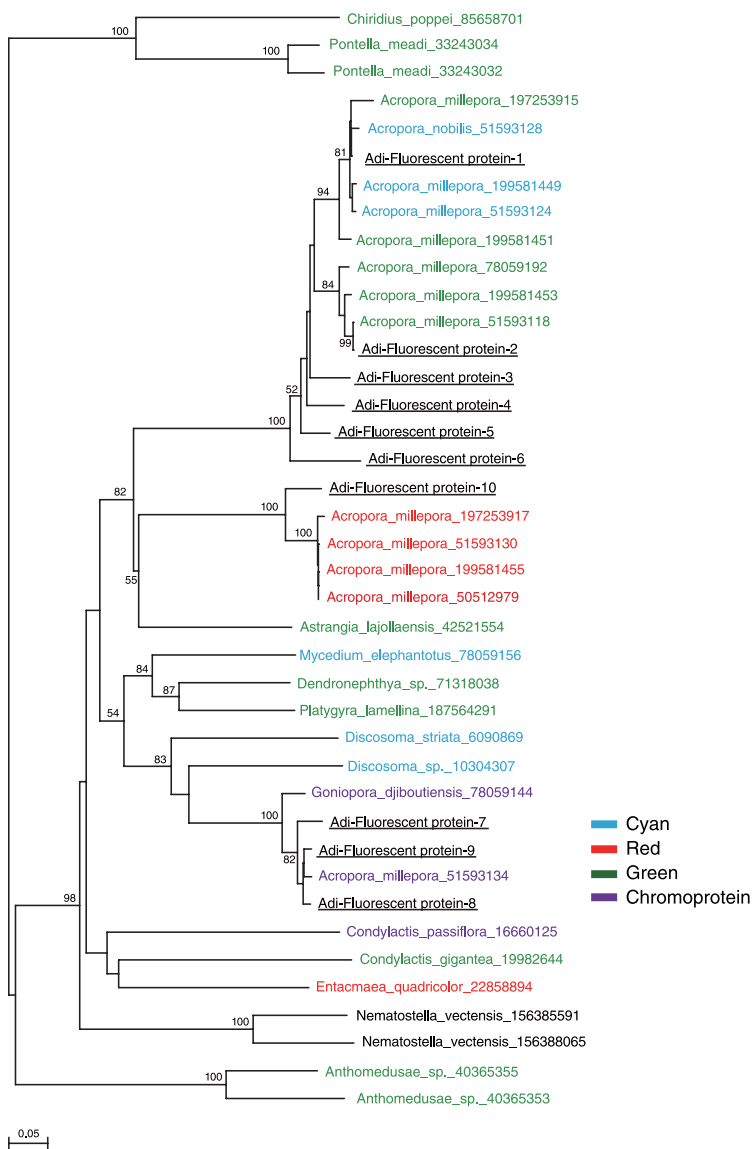 Chiridius_poppei_85658701
100
Pontella_meadi_33243034
100
Pontella_meadi_33243032
Acropora_millepora_197253915
Acropora_nobilis_51593128
81
Adi-Fluorescent protein-1
Acropora_millepora_199581449
94
Acropora_millepora_51593124
Acropora_millepora_199581451
Acropora_millepora_78059192
84
Acropora_millepora_199581453
Acropora_millepora_51593118
99
Adi-Fluorescent protein-2
Adi-Fluorescent protein-3
52
Adi-Fluorescent protein-4
100
Adi-Fluorescent protein-5
Adi-Fluorescent protein-6
82
Adi-Fluorescent protein-10
100
Acropora_millepora_197253917
100
Acropora_millepora_51593130
Acropora_millepora_199581455
55
Acropora_millepora_50512979
Astrangia_lajollaensis_42521554
Mycedium_elephantotus_78059156
84
Dendronephthya_sp._71318038
87
Platygyra_lamellina_187564291
54
Discosoma_striata_6090869
83
Discosoma_sp._10304307
Goniopora_djiboutiensis_78059144
100
Adi-Fluorescent protein-7
82
Adi-Fluorescent protein-9
Acropora_millepora_51593134
Adi-Fluorescent protein-8
98
Condylactis_passiflora_16660125
Condylactis_gigantea_19982644
Entacmaea_quadricolor_22858894
Nematostella_vectensis_156385591
100
Nematostella_vectensis_156388065
Anthomedusae_sp._40365355
100
Anthomedusae_sp._40365353
0.05
Cyan
Red
Green
Chromoprotein